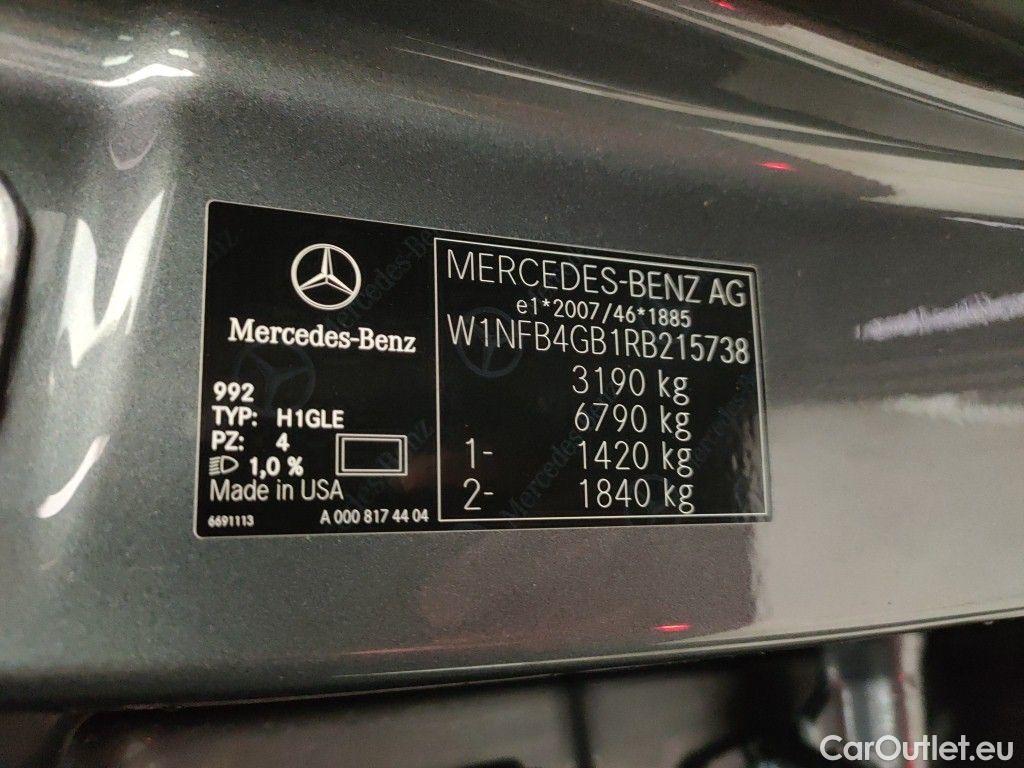 Mercedes-Benz
992
TYP: H1GLE
PZ: 4
1,0 %
Made in USA
6691113 A 000 817 44 04
MERCEDES-BENZ AG
e1*2007/46*1885
W1NFB4GB1RB215738
3190 kg
6790 kg
1- 1420 kg
2- 1840 kg
CarOutlet.eu